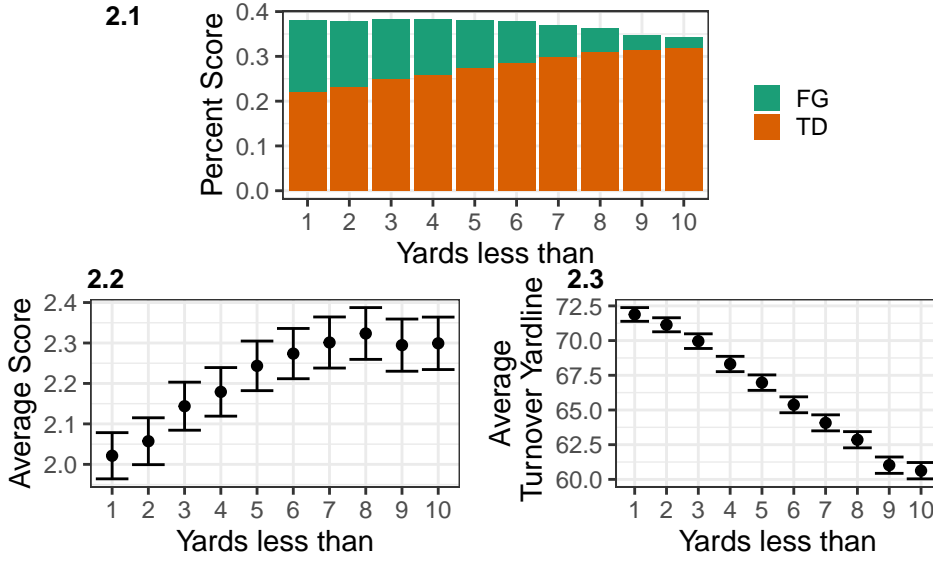 2.1
Percent Score
0.4
0.3
0.2
0.1
0.0
1 2 3 4 5 6 7 8 9 10
Yards less than
FG
TD
2.2
Average Score
2.4
2.3
2.2
2.1
2.0
1 2 3 4 5 6 7 8 9 10
Yards less than
2.3
Average
Turnover Yardline
72.5
70.0
67.5
65.0
62.5
60.0
1 2 3 4 5 6 7 8 9 10
Yards less than